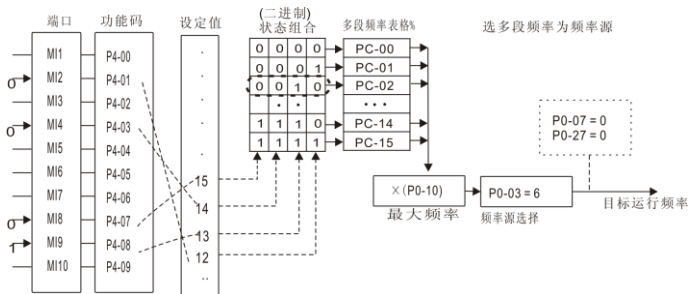 端口
功能码
设定值
(二进制)
状态组合
多段频率表格%
选多段频率为频率源
MI1
P4-00
0 0 0 0
PC-00
MI2
P4-01
0 0 0 1
PC-01
0
MI3
P4-02
0 0 1 0
PC-02
MI4
P4-03
. .
...
0
MI5
P4-04
1 1 1 0
PC-14
MI6
P4-05
1 1 1 1
PC-15
MI7
P4-06
MI8
P4-07
0
MI9
P4-08
1
MI10
P4-09
15
14
13
12
..
×(P0-10)
最大频率
P0-03 = 6
频率源选择
P0-07 = 0
P0-27 = 0
目标运行频率